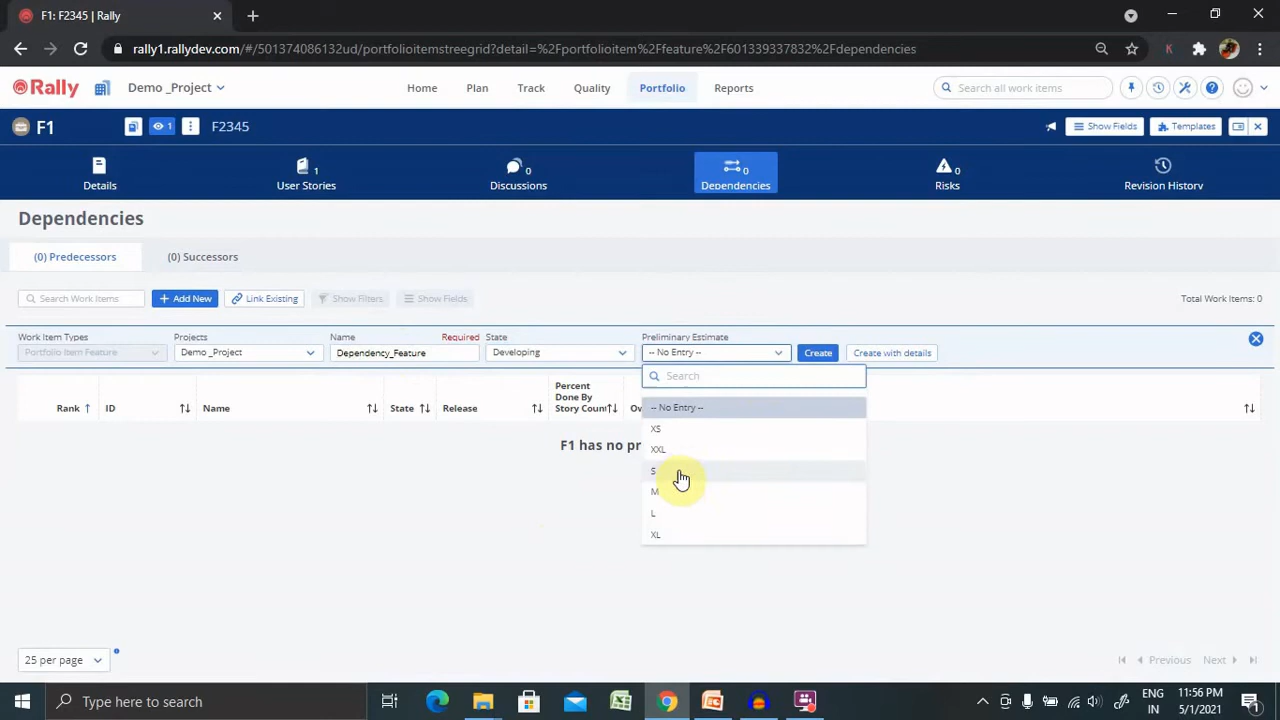 F1: F2345 | Rally
rally1.rallydev.com/#/501374086132ud/portfolioitemstreegrid?detail=%2Fportfolioitem%2Ffeature%2F601339337832%2Fdependencies
K
Rally
Demo _Project
Home
Plan
Track
Quality
Portfolio
Reports
Search all work items
F1
1
F2345
Show Fields
Templates
Details
1
User Stories
0
Discussions
0
Dependencies
0
Risks
Revision History
Dependencies
(0) Predecessors
(0) Successors
Search Work Items
+ Add New
Link Existing
Show Filters
Show Fields
Total Work Items: 0
Work Item Types
Portfolio Item Feature
Projects
Demo _Project
Name
Required
Dependency_Feature
State
Developing
Preliminary Estimate
-- No Entry --
Create
Create with details
Search
-- No Entry --
XS
XXL
S
M
L
XL
Rank
ID
Name
State
Release
Percent
Done By
Story Count
F1 has no
25 per page
Previous
Next
Type here to search
ENG
IN
11:56 PM
5/1/2021
1